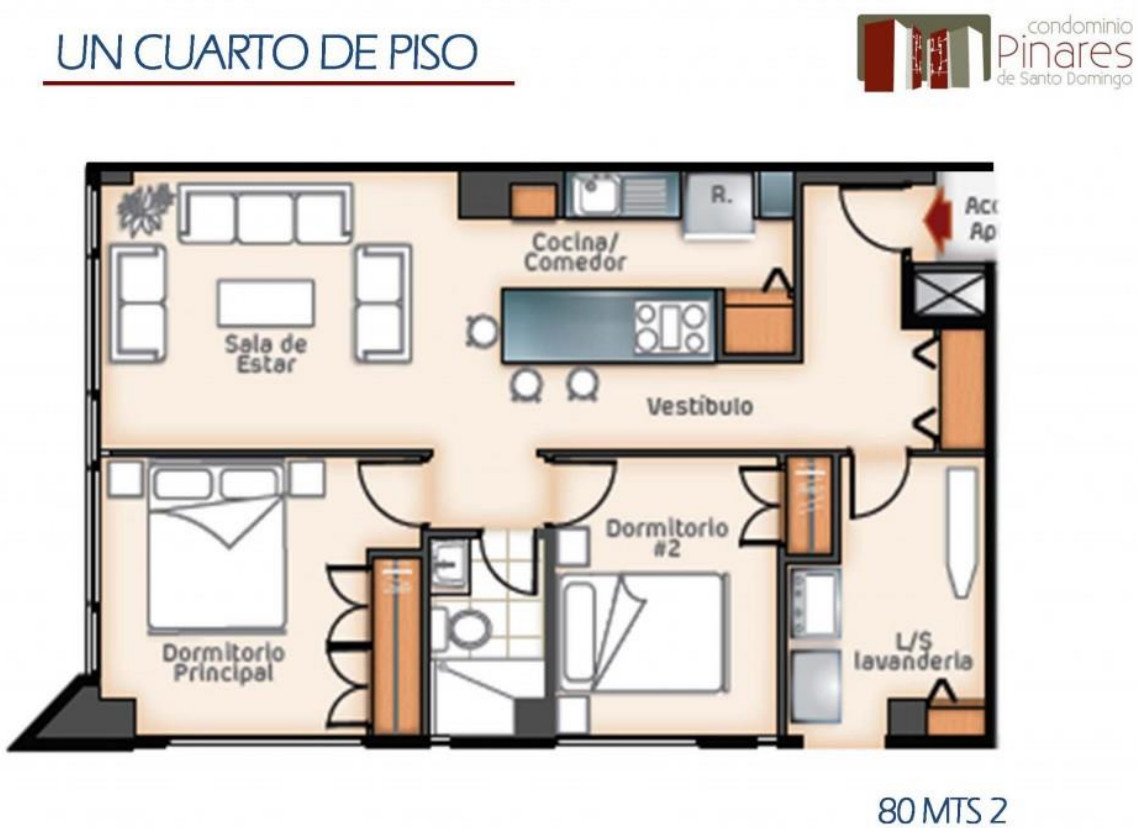 UN CUARTO DE PISO
condominio
Pinares
de Santo Domingo
R.
Cocina/
Comedor
Sala de
Estar
Vestíbulo
Dormitorio
#2
Dormitorio
Principal
L/S
lavandería
80 MTS 2